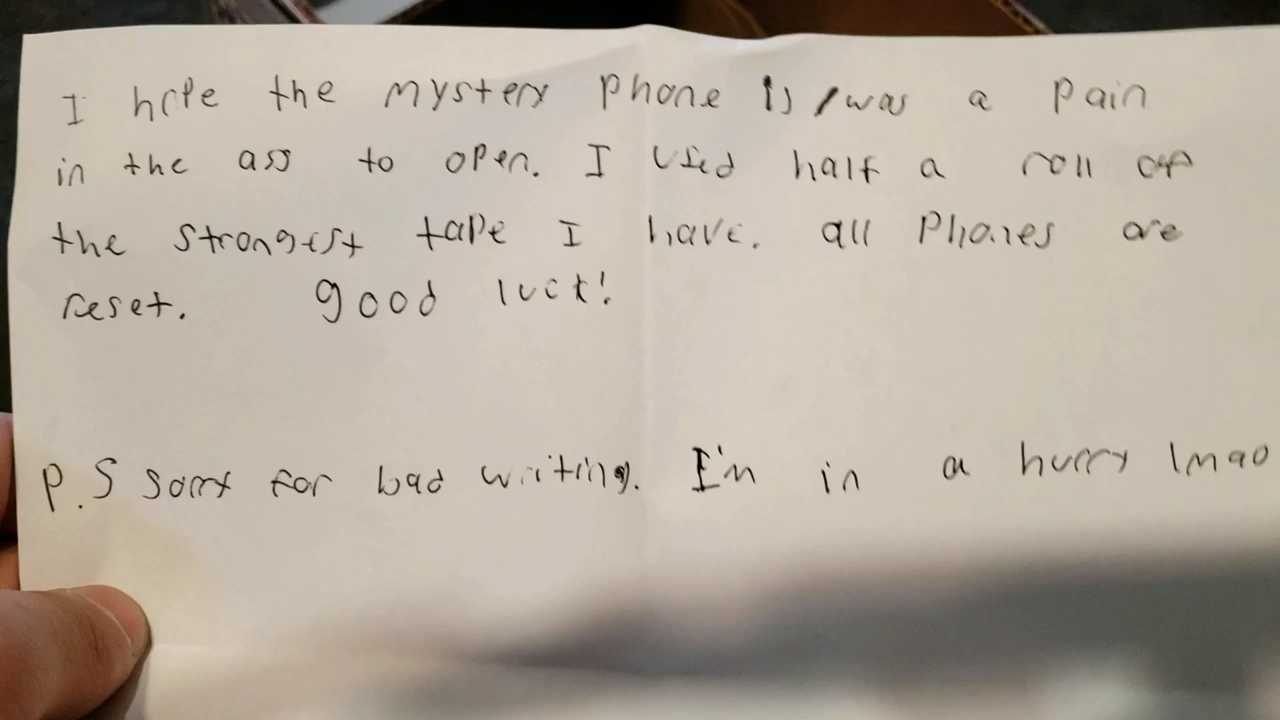 I hope the mystery phone is/was a pain
in the ass to open. I used half a roll of
the strongest tape I have. all Phones are
reset. good luck!
P.S sorry for bad writing. I'm in a hurry lmao